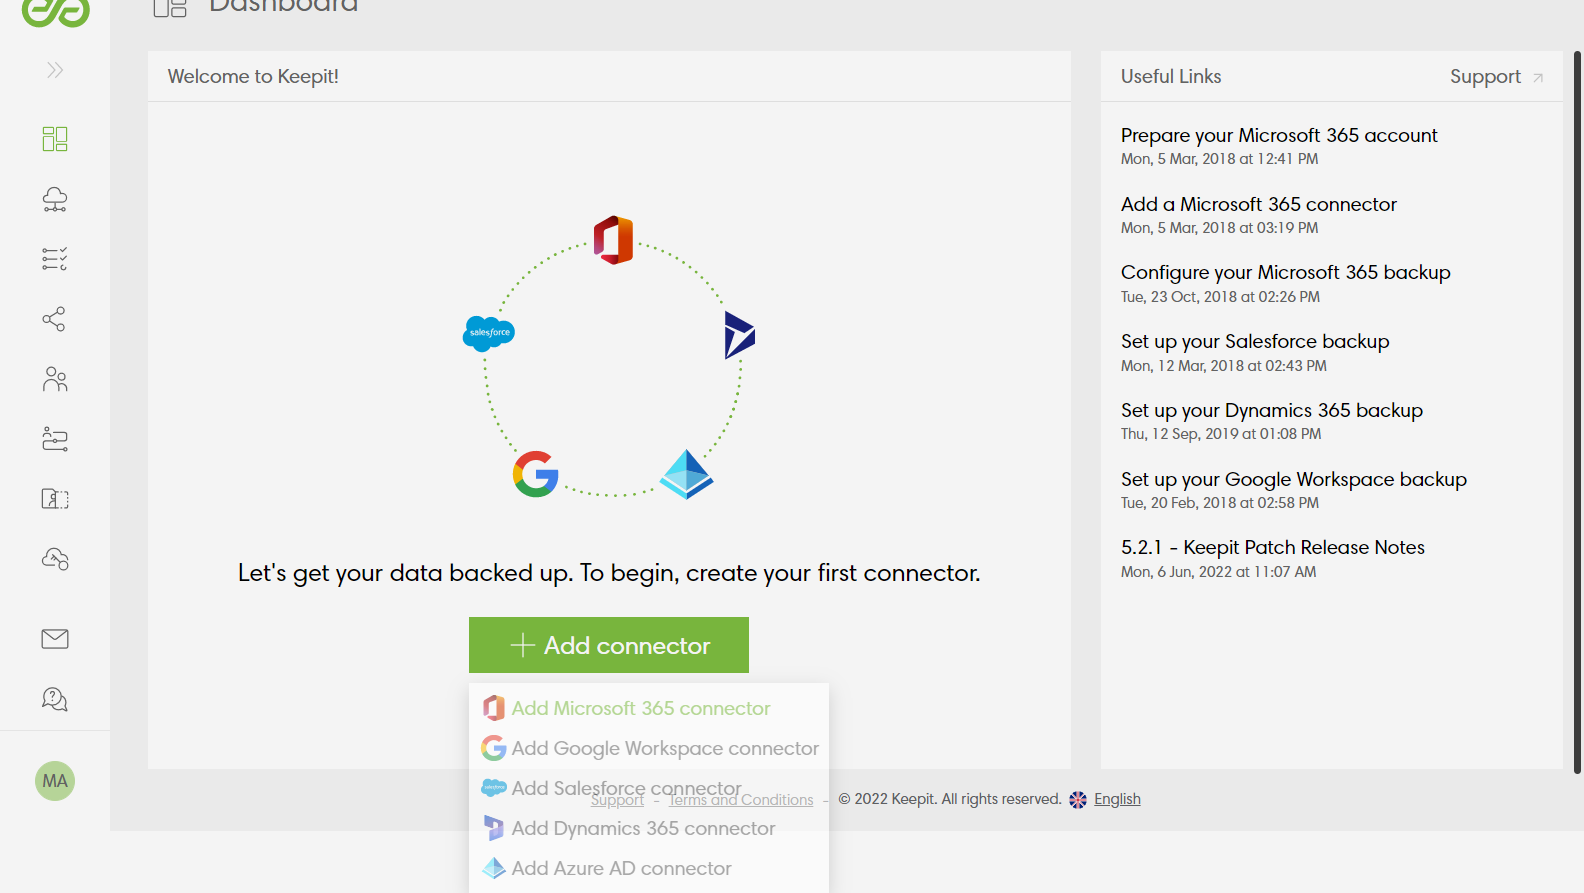 Dashboard
Welcome to Keepit!
salesforce
Let's get your data backed up. To begin, create your first connector.
Add connector
Add Microsoft 365 connector
Add Google Workspace connector
Add Salesforce connector
Add Dynamics 365 connector
Add Azure AD connector
Useful Links
Support
Prepare your Microsoft 365 account
Mon, 5 Mar, 2018 at 12:41 PM
Add a Microsoft 365 connector
Mon, 5 Mar, 2018 at 03:19 PM
Configure your Microsoft 365 backup
Tue, 23 Oct, 2018 at 02:26 PM
Set up your Salesforce backup
Mon, 12 Mar, 2018 at 02:43 PM
Set up your Dynamics 365 backup
Thu, 12 Sep, 2019 at 01:08 PM
Set up your Google Workspace backup
Tue, 20 Feb, 2018 at 02:58 PM
5.2.1 - Keepit Patch Release Notes
Mon, 6 Jun, 2022 at 11:07 AM
MA
Support - Terms and Conditions - © 2022 Keepit. All rights reserved. English